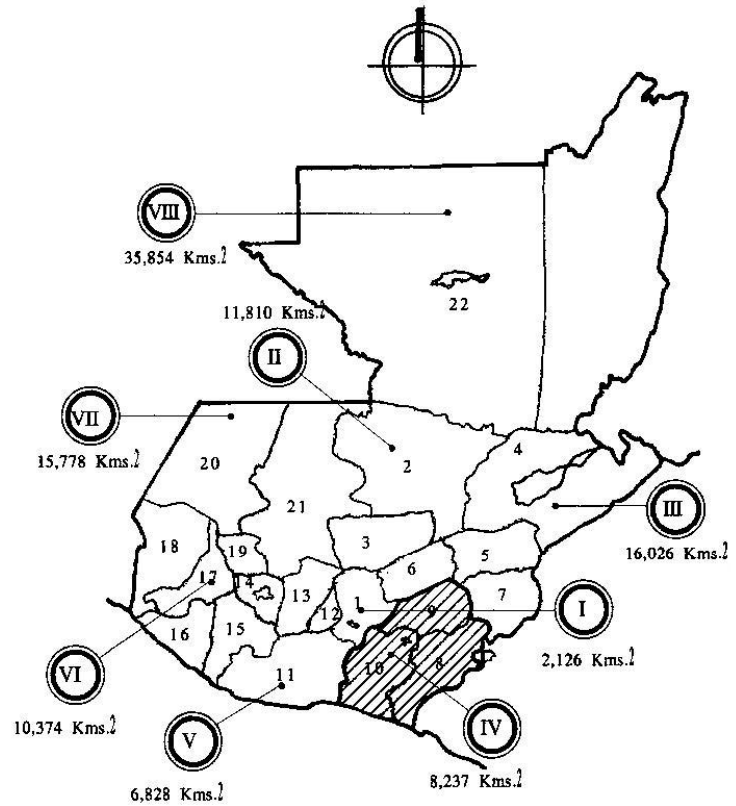 VIII
35,854 Kms.2
11,810 Kms.2
22
II
VII
15,778 Kms.2
20
2
4
21
III
16,026 Kms.2
18
19
3
5
17
14
13
6
7
12
1
9
I
2,126 Kms.2
16
15
11
10
8
VI
10,374 Kms.2
V
6,828 Kms.2
IV
8,237 Kms.2